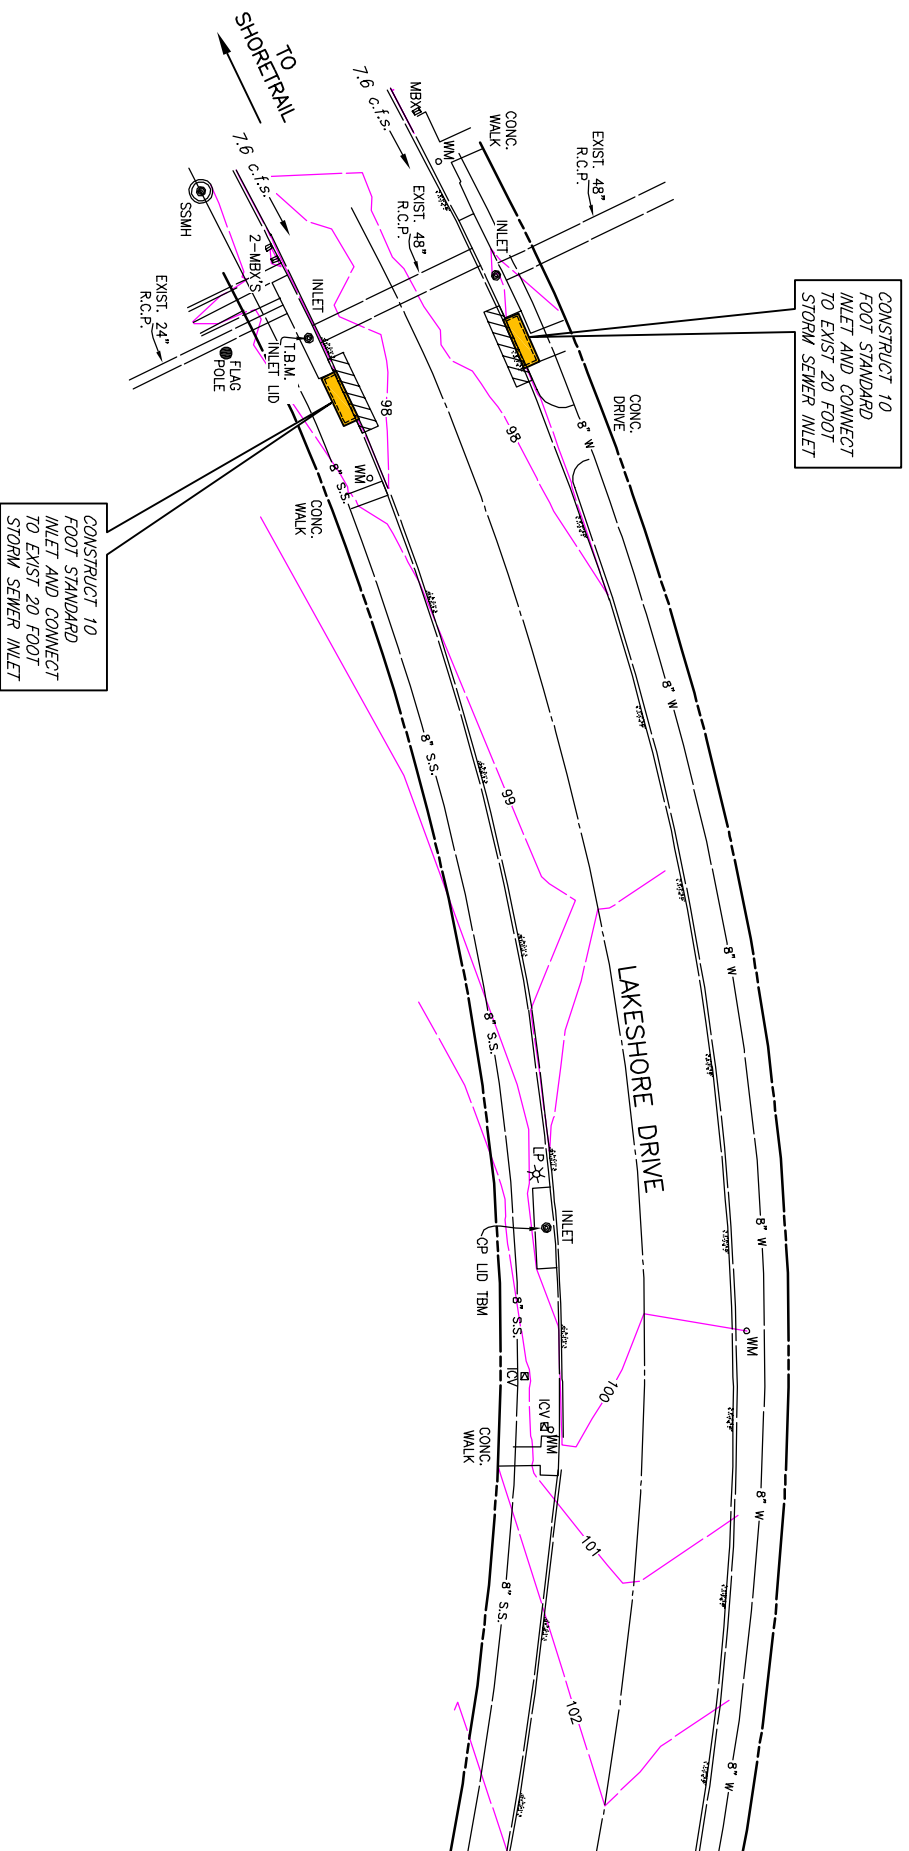 CONSTRUCT 10
FOOT STANDARD
INLET AND CONNECT
TO EXIST 20 FOOT
STORM SEWER INLET
EXIST. 48"
R.C.P.
CONC.
WALK
MBX
WM
INLET
CONC.
DRIVE
7.6 c.f.s.
EXIST. 48"
R.C.P.
TO
SHORETRAIL
7.6 c.f.s.
SSMH
2-MBX'S
INLET
T.B.M.
INLET LID
FLAG
POLE
EXIST. 24"
R.C.P.
98
98
WM
CONC.
WALK
8" S.S.
8" W
CONSTRUCT 10
FOOT STANDARD
INLET AND CONNECT
TO EXIST 20 FOOT
STORM SEWER INLET
8" W
8" S.S.
99
8" W
LAKESHORE DRIVE
8" S.S.
LP
INLET
CP LID TBM
8" W
8" S.S.
WM
ICV
100
ICV
WM
CONC.
WALK
8" W
101
8" S.S.
102
8" W